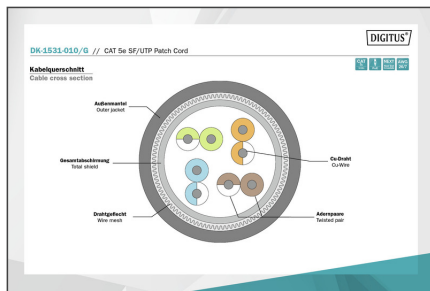 DIGITUS®
DK-1531-010/G // CAT 5e SF/UTP Patch Cord
Kabelquerschnitt
Cable cross section
Außenmantel
Outer jacket
Gesamtabschirmung
Total shield
Drahtgeflecht
Wire mesh
Cu-Draht
Cu-Wire
Adernpaare
Twisted pair